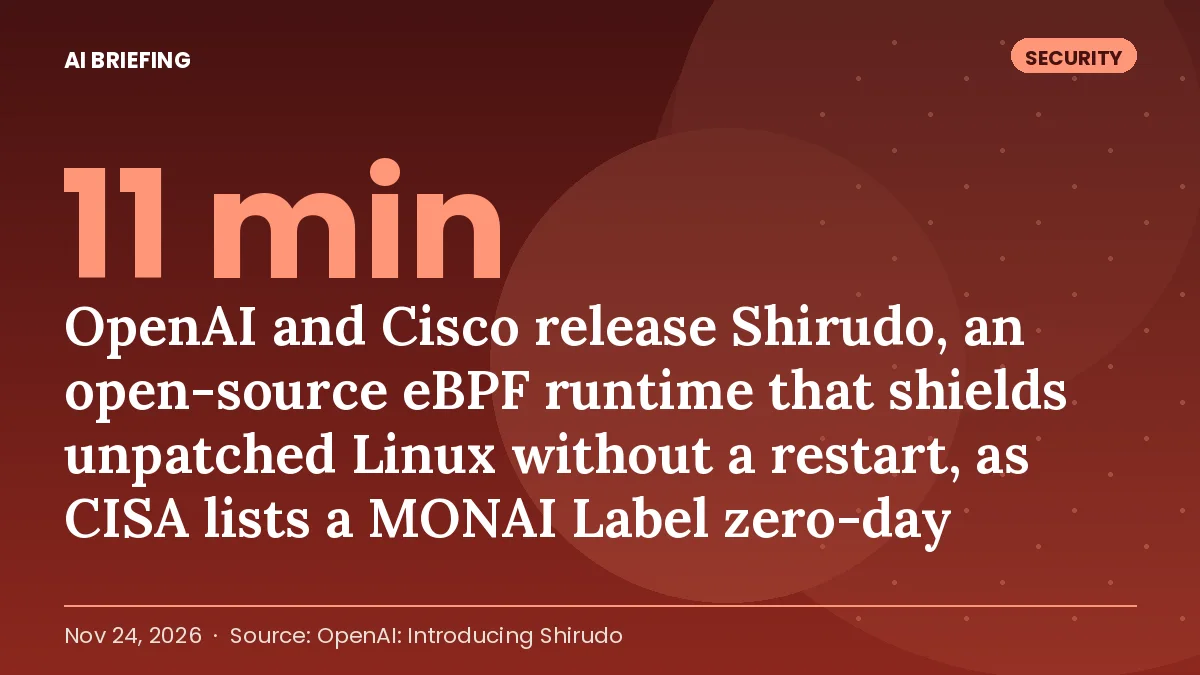 AI BRIEFING
SECURITY
11 min
OpenAI and Cisco release Shirudo, an
open-source eBPF runtime that shields
unpatched Linux without a restart, as
CISA lists a MONAI Label zero-day
Nov 24, 2026 · Source: OpenAI: Introducing Shirudo